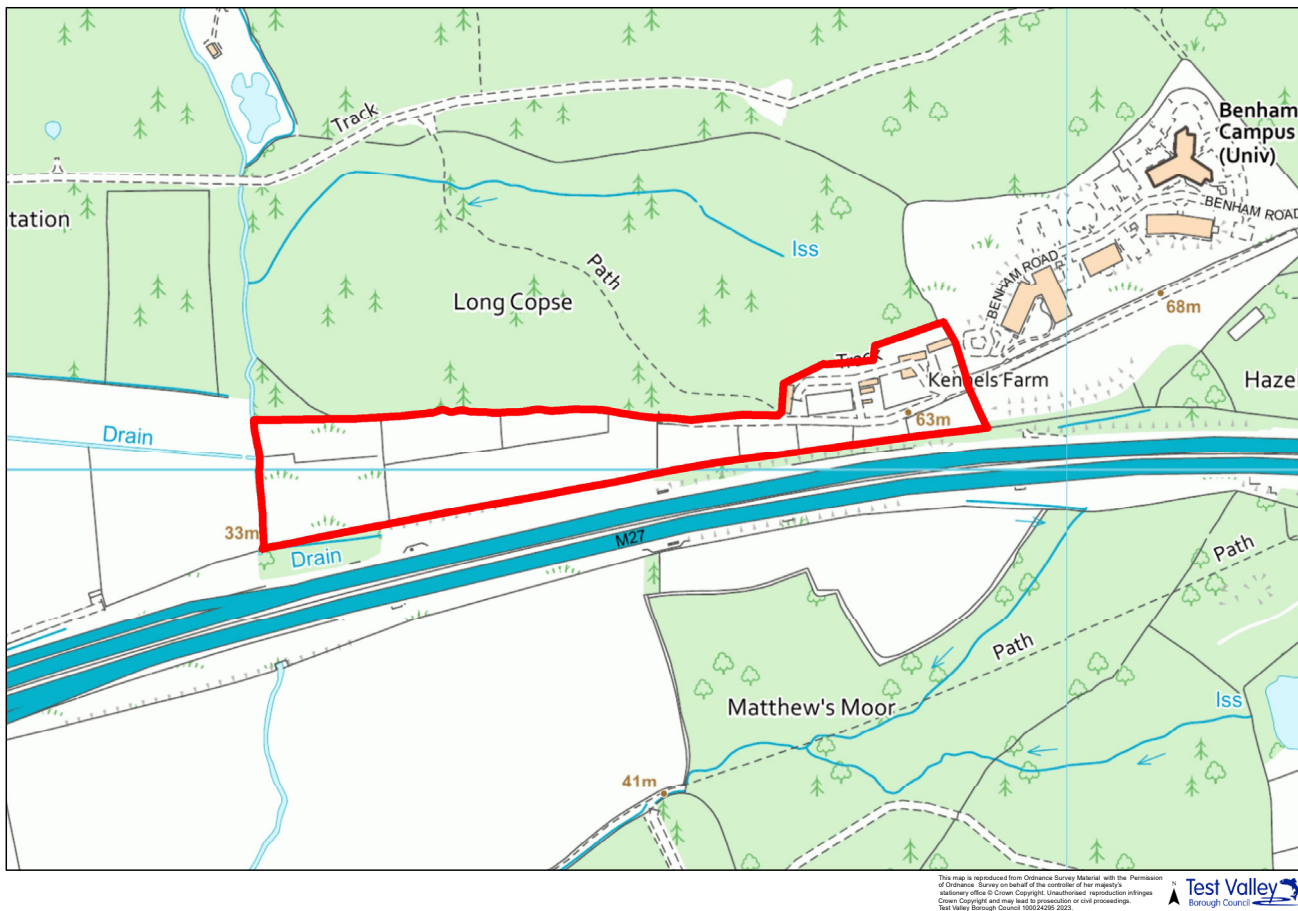 Track
Benham
Campus
(Univ)
BENHAM ROAD
tation
Iss
Path
BENHAM ROAD
Long Copse
68m
Track
Kennels Farm
Hazel
63m
Drain
33m
Drain
M27
Path
Path
Matthew's Moor
Iss
41m
This map is reproduced from Ordnance Survey Material with the Permission
of Ordnance Survey on behalf of the controller of her majesty's
stationery office © Crown Copyright. Unauthorised reproduction infringes
Crown Copyright and may lead to prosecution or civil proceedings.
Test Valley Borough Council 100024295 2023.
N
Test Valley
Borough Council